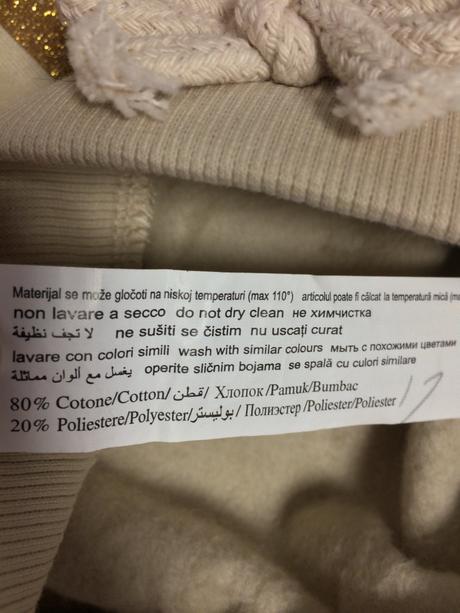 Materijal se može gločoti na niskoj temperaturi (max 110°) articolul poate fi călcat la temperatură mică
non lavare a secco do not dry clean не химчистка
لا تجف نظيفة ne sušiti se čistim nu uscați curat
lavare con colori simili wash with similar colours мыть с похожими цветами
يغسل مع ألوان مماثلة operite sličnim bojama se spală cu culori similare
80% Cotone/Cotton/قطن/ Хлопок/Pamuk/Bumbac
20% Poliestere/Polyester/بوليستر/ Полиэстер/Poliester/Poliester